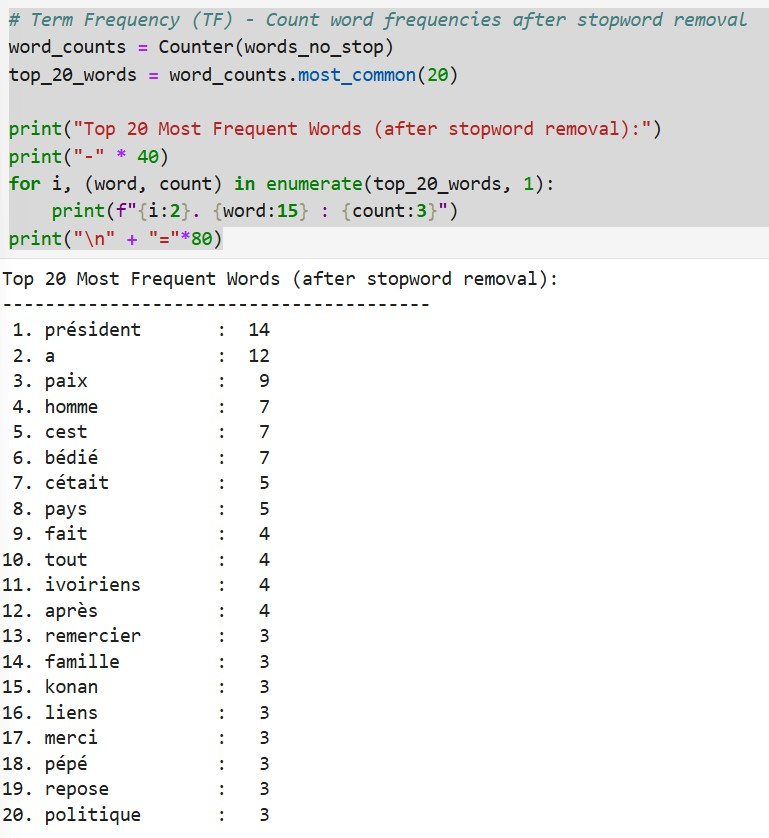 # Term Frequency (TF) - Count word frequencies after stopword removal
word_counts = Counter(words_no_stop)
top_20_words = word_counts.most_common(20)
print("Top 20 Most Frequent Words (after stopword removal):")
print("-" * 40)
for i, (word, count) in enumerate(top_20_words, 1):
    print(f"{i:2}. {word:15} : {count:3}")
print("\n" + "="*80)
Top 20 Most Frequent Words (after stopword removal):
----------------------------------------
 1. président       :  14
 2. a               :  12
 3. paix            :   9
 4. homme           :   7
 5. cest            :   7
 6. bédié           :   7
 7. cétait          :   5
 8. pays            :   5
 9. fait            :   4
10. tout            :   4
11. ivoiriens       :   4
12. après           :   4
13. remercier       :   3
14. famille         :   3
15. konan           :   3
16. liens           :   3
17. merci           :   3
18. pépé            :   3
19. repose          :   3
20. politique       :   3